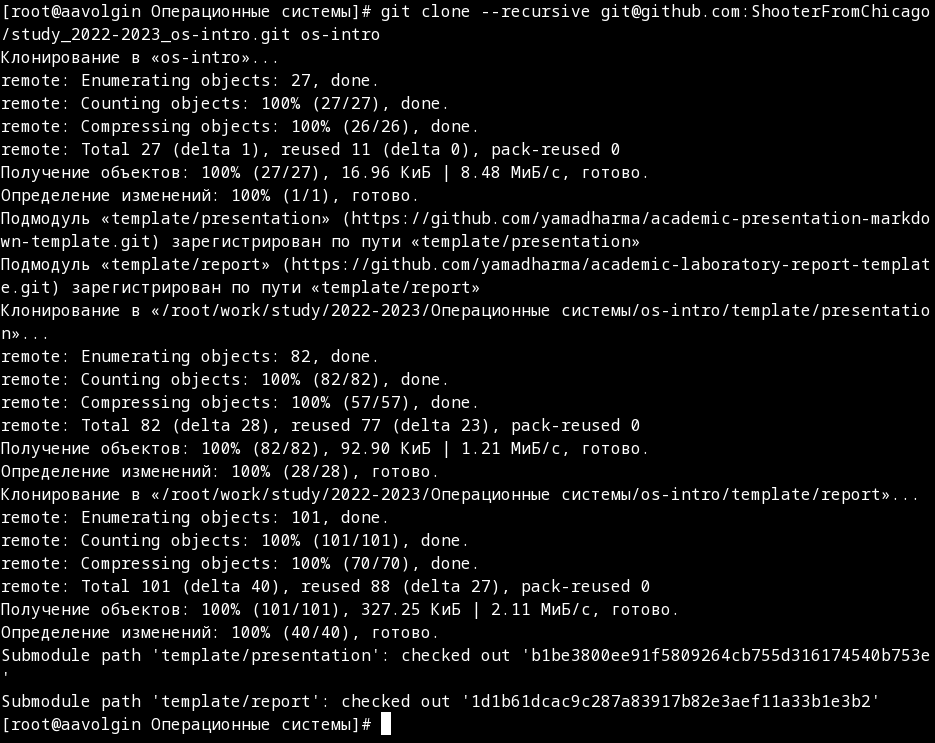 [root@aavolgin Операционные системы]# git clone --recursive git@github.com:ShooterFromChicago
/study_2022-2023_os-intro.git os-intro
Клонирование в «os-intro»...
remote: Enumerating objects: 27, done.
remote: Counting objects: 100% (27/27), done.
remote: Compressing objects: 100% (26/26), done.
remote: Total 27 (delta 1), reused 11 (delta 0), pack-reused 0
Получение объектов: 100% (27/27), 16.96 КиБ | 8.48 МиБ/с, готово.
Определение изменений: 100% (1/1), готово.
Подмодуль «template/presentation» (https://github.com/yamadharma/academic-presentation-markdo
wn-template.git) зарегистрирован по пути «template/presentation»
Подмодуль «template/report» (https://github.com/yamadharma/academic-laboratory-report-templat
e.git) зарегистрирован по пути «template/report»
Клонирование в «/root/work/study/2022-2023/Операционные системы/os-intro/template/presentatio
n»...
remote: Enumerating objects: 82, done.
remote: Counting objects: 100% (82/82), done.
remote: Compressing objects: 100% (57/57), done.
remote: Total 82 (delta 28), reused 77 (delta 23), pack-reused 0
Получение объектов: 100% (82/82), 92.90 КиБ | 1.21 МиБ/с, готово.
Определение изменений: 100% (28/28), готово.
Клонирование в «/root/work/study/2022-2023/Операционные системы/os-intro/template/report»...
remote: Enumerating objects: 101, done.
remote: Counting objects: 100% (101/101), done.
remote: Compressing objects: 100% (70/70), done.
remote: Total 101 (delta 40), reused 88 (delta 27), pack-reused 0
Получение объектов: 100% (101/101), 327.25 КиБ | 2.11 МиБ/с, готово.
Определение изменений: 100% (40/40), готово.
Submodule path 'template/presentation': checked out 'b1be3800ee91f5809264cb755d316174540b753e
'
Submodule path 'template/report': checked out '1d1b61dcac9c287a83917b82e3aef11a33b1e3b2'
[root@aavolgin Операционные системы]#